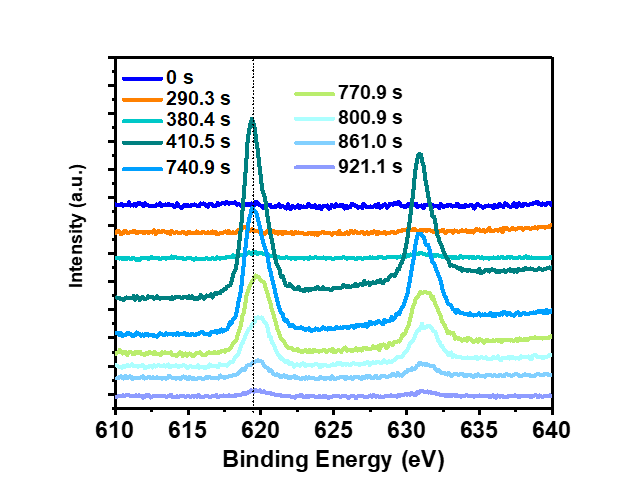 0 s
290.3 s
380.4 s
410.5 s
740.9 s
770.9 s
800.9 s
861.0 s
921.1 s
Intensity (a.u.)
610 615 620 625 630 635 640
Binding Energy (eV)